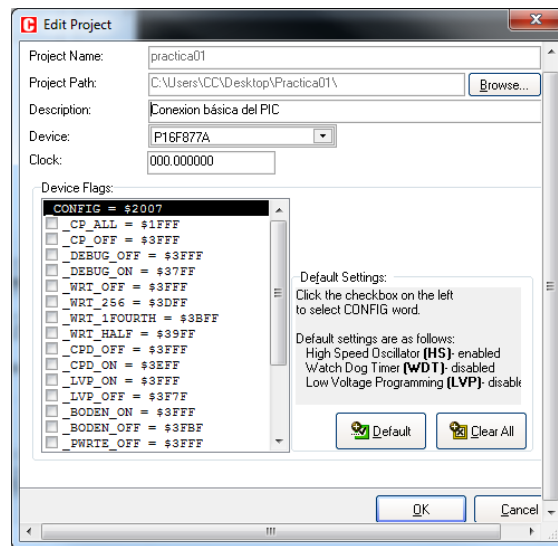 Edit Project
Project Name: practica01
Project Path: C:\Users\CC\Desktop\Practica01\ Browse...
Description: Conexion básica del PIC
Device: P16F877A
Clock: 000.000000
Device Flags:
_CONFIG = $2007
_CP_ALL = $1FFF
_CP_OFF = $3FFF
_DEBUG_OFF = $3FFF
_DEBUG_ON = $37FF
_WRT_OFF = $3FFF
_WRT_256 = $3DFF
_WRT_1FOURTH = $3BFF
_WRT_HALF = $39FF
_CPD_OFF = $3FFF
_CPD_ON = $3EFF
_LVP_ON = $3FFF
_LVP_OFF = $3F7F
_BODEN_ON = $3FFF
_BODEN_OFF = $3FBF
_PWRTE_OFF = $3FFF
Default Settings:
Click the checkbox on the left
to select CONFIG word.
Default settings are as follows:
High Speed Oscillator (HS)- enabled
Watch Dog Timer (WDT)- disabled
Low Voltage Programming (LVP)- disable
Default Clear All
OK Cancel